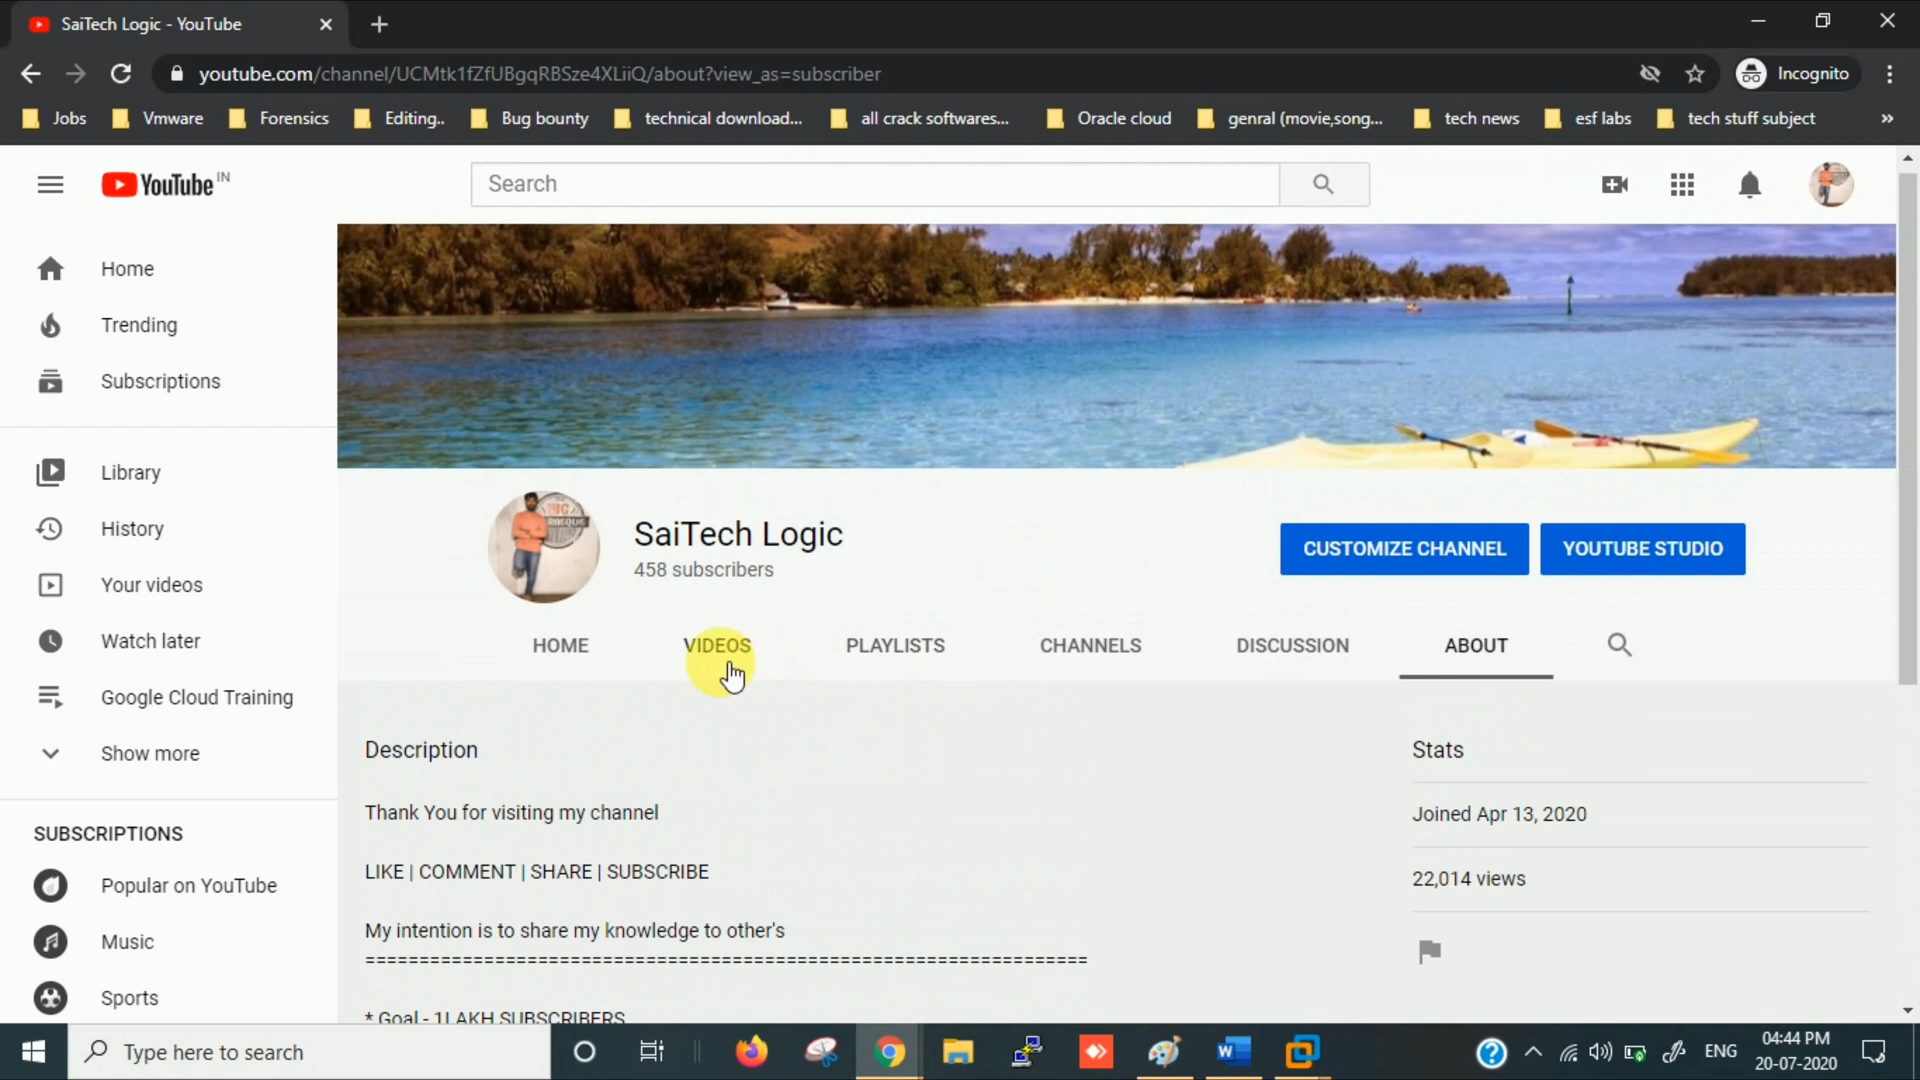 SaiTech Logic - YouTube
youtube.com/channel/UCMtk1fZfUBgqRBSze4XLiiQ/about?view_as=subscriber
Incognito
Jobs
Vmware
Forensics
Editing..
Bug bounty
technical download...
all crack softwares...
Oracle cloud
genral (movie,song...
tech news
esf labs
tech stuff subject
»
YouTube IN
Search
Home
Trending
Subscriptions
Library
History
Your videos
Watch later
Google Cloud Training
Show more
SUBSCRIPTIONS
Popular on YouTube
Music
Sports
BIG
SaiTech Logic
458 subscribers
CUSTOMIZE CHANNEL
YOUTUBE STUDIO
HOME
VIDEOS
PLAYLISTS
CHANNELS
DISCUSSION
ABOUT
Description
Thank You for visiting my channel
LIKE | COMMENT | SHARE | SUBSCRIBE
My intention is to share my knowledge to other's
==================================================================
* Goal - 1LAKH SUBSCRIBERS
Stats
Joined Apr 13, 2020
22,014 views
Type here to search
ENG
04:44 PM
20-07-2020